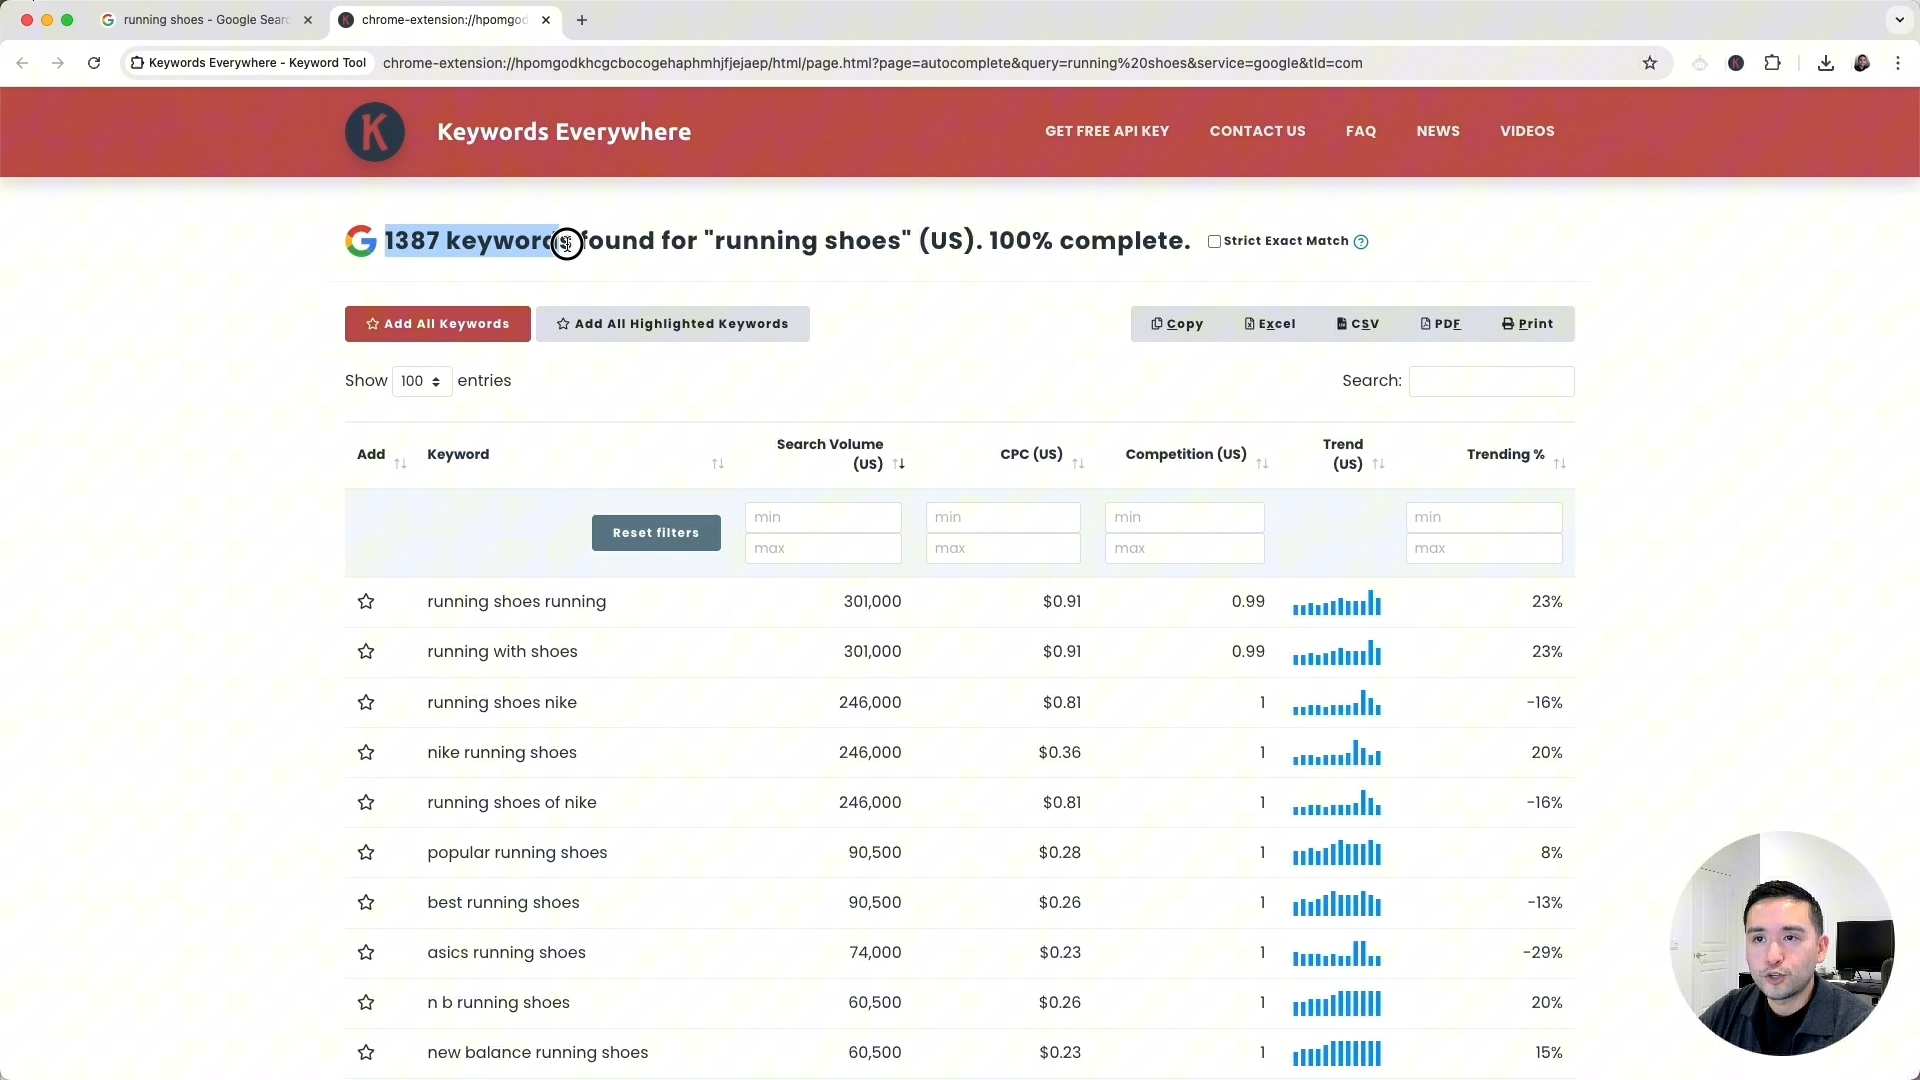 running shoes - Google Searc
chrome-extension://hpomgod
Keywords Everywhere - Keyword Tool
chrome-extension://hpomgodkhcgcbocogehaphmhjfjejaep/html/page.html?page=autocomplete&query=running%20shoes&service=google&tld=com
K Keywords Everywhere
GET FREE API KEY CONTACT US FAQ NEWS VIDEOS
1387 keywords found for "running shoes" (US). 100% complete. Strict Exact Match ?
Add All Keywords Add All Highlighted Keywords Copy Excel CSV PDF Print
Show 100 entries Search:
Add Keyword Search Volume (US) CPC (US) Competition (US) Trend (US) Trending %
min min min min
Reset filters
max max max max
running shoes running 301,000 $0.91 0.99 23%
running with shoes 301,000 $0.91 0.99 23%
running shoes nike 246,000 $0.81 1 -16%
nike running shoes 246,000 $0.36 1 20%
running shoes of nike 246,000 $0.81 1 -16%
popular running shoes 90,500 $0.28 1 8%
best running shoes 90,500 $0.26 1 -13%
asics running shoes 74,000 $0.23 1 -29%
n b running shoes 60,500 $0.26 1 20%
new balance running shoes 60,500 $0.23 1 15%